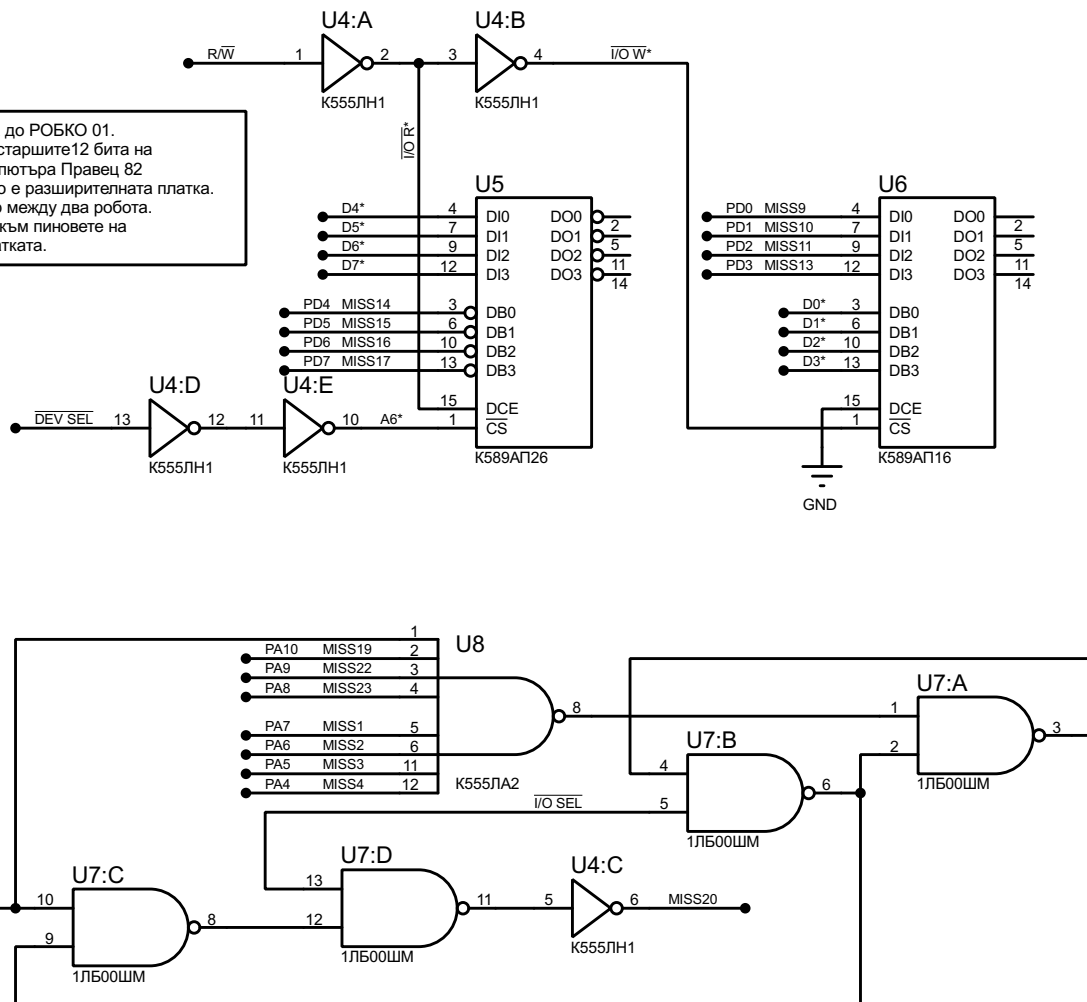 U4:A
U4:B
R/W
1
2
3
4
I/O W*
К555ЛН1
К555ЛН1
I/O R*
до РОБКО 01.
старшите12 бита на
пютъра Правец 82
о е разширителната платка.
о между два робота.
към пиновете на
атката.
U5
D4* 4 DI0 DO0 2
D5* 7 DI1 DO1 5
D6* 9 DI2 DO2 11
D7* 12 DI3 DO3 14
PD4 MISS14 3 DB0
PD5 MISS15 6 DB1
PD6 MISS16 10 DB2
PD7 MISS17 13 DB3
15 DCE
1 CS
К589АП26
U6
PD0 MISS9 4 DI0 DO0 2
PD1 MISS10 7 DI1 DO1 5
PD2 MISS11 9 DI2 DO2 11
PD3 MISS13 12 DI3 DO3 14
D0* 3 DB0
D1* 6 DB1
D2* 10 DB2
D3* 13 DB3
15 DCE
1 CS
К589АП16
GND
U4:D
U4:E
DEV SEL 13 12 11 10 A6*
К555ЛН1
К555ЛН1
U8
1
PA10 MISS19 2
PA9 MISS22 3
PA8 MISS23 4
PA7 MISS1 5
PA6 MISS2 6
PA5 MISS3 11
PA4 MISS4 12
8
К555ЛА2
U7:A
1
2
3
1ЛБ00ШМ
U7:B
4
I/O SEL 5
6
1ЛБ00ШМ
U7:C
10
9
8
1ЛБ00ШМ
U7:D
13
12
11
1ЛБ00ШМ
U4:C
5 6 MISS20
К555ЛН1